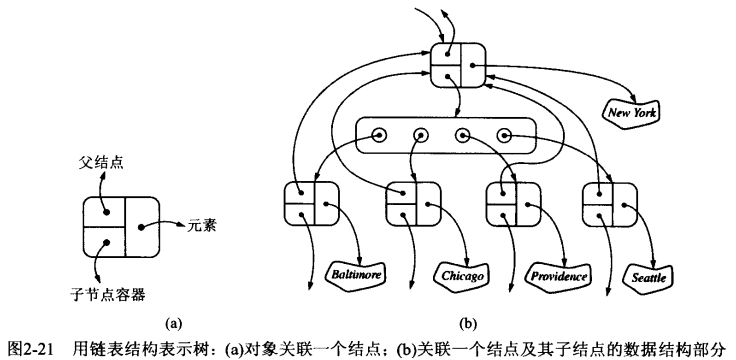 New York
父结点
元素
子节点容器
Baltimore
Chicago
Providence
Seattle
(a)
(b)
图2-21 用链表结构表示树：(a)对象关联一个结点；(b)关联一个结点及其子结点的数据结构部分